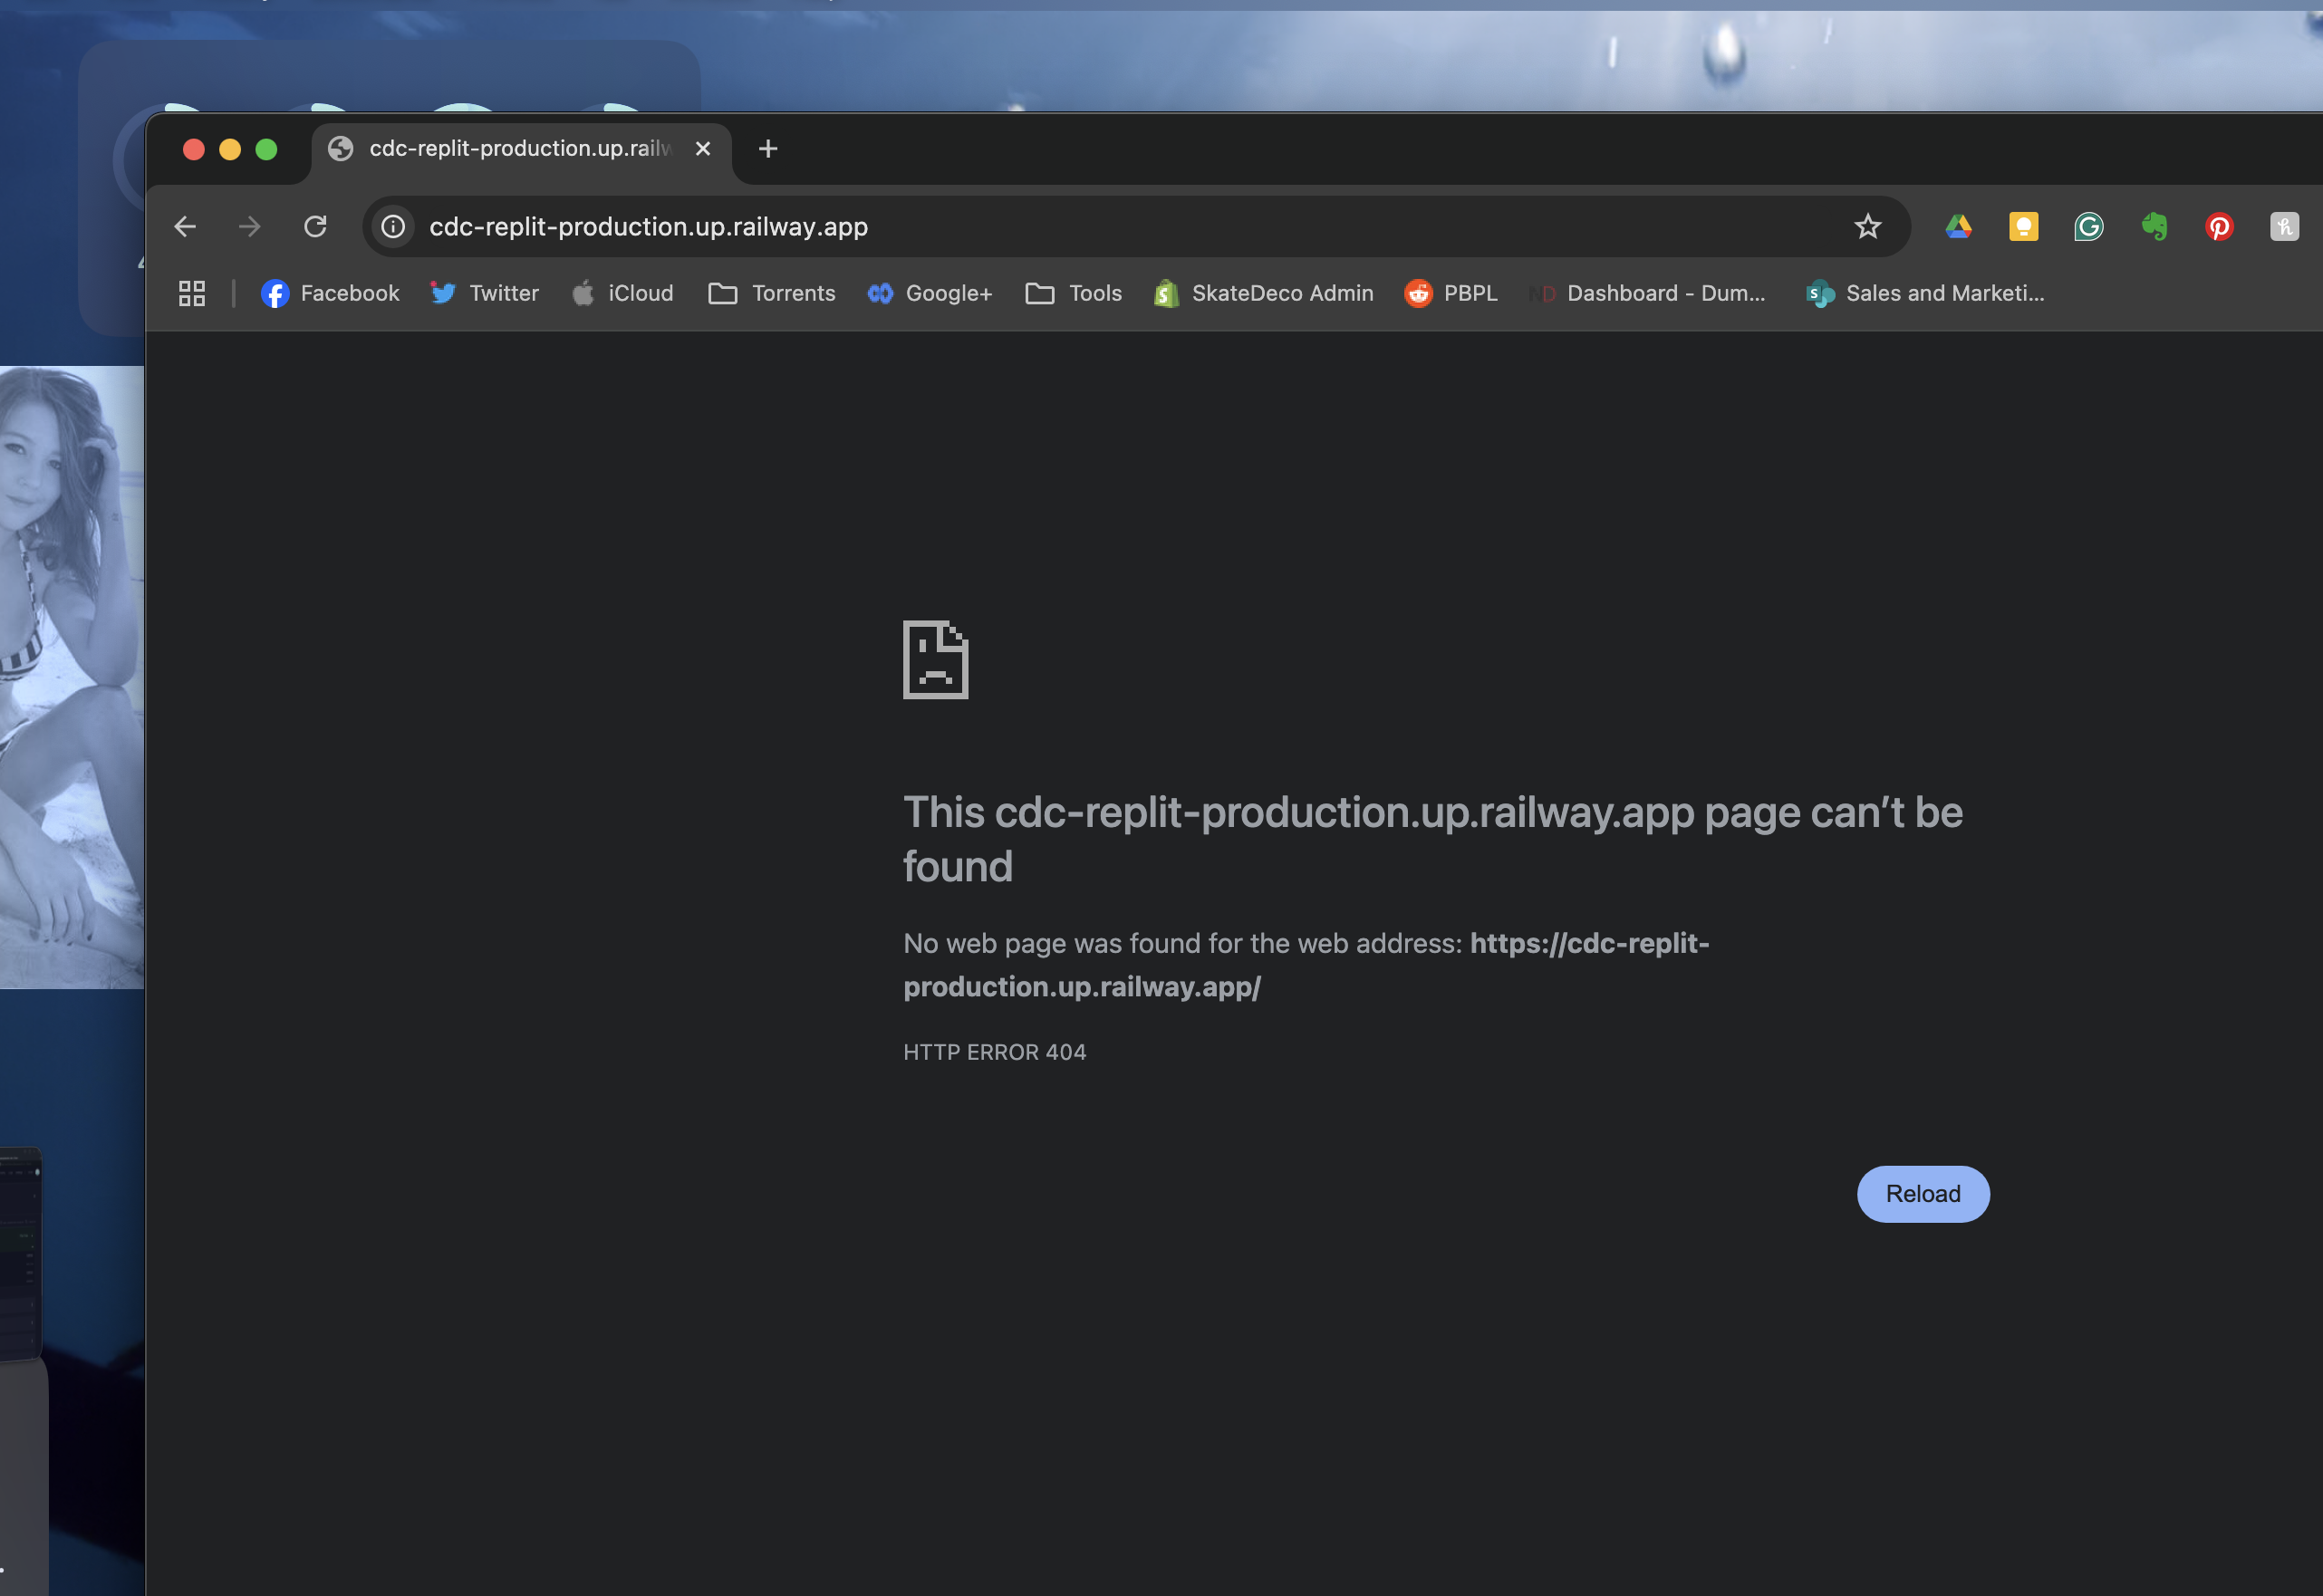 cdc-replit-production.up.railw
cdc-replit-production.up.railway.app
Facebook
Twitter
iCloud
Torrents
Google+
Tools
SkateDeco Admin
PBPL
ND
Dashboard - Dum...
Sales and Marketi...
This cdc-replit-production.up.railway.app page can’t be
found
No web page was found for the web address: https://cdc-replit-
production.up.railway.app/
HTTP ERROR 404
Reload